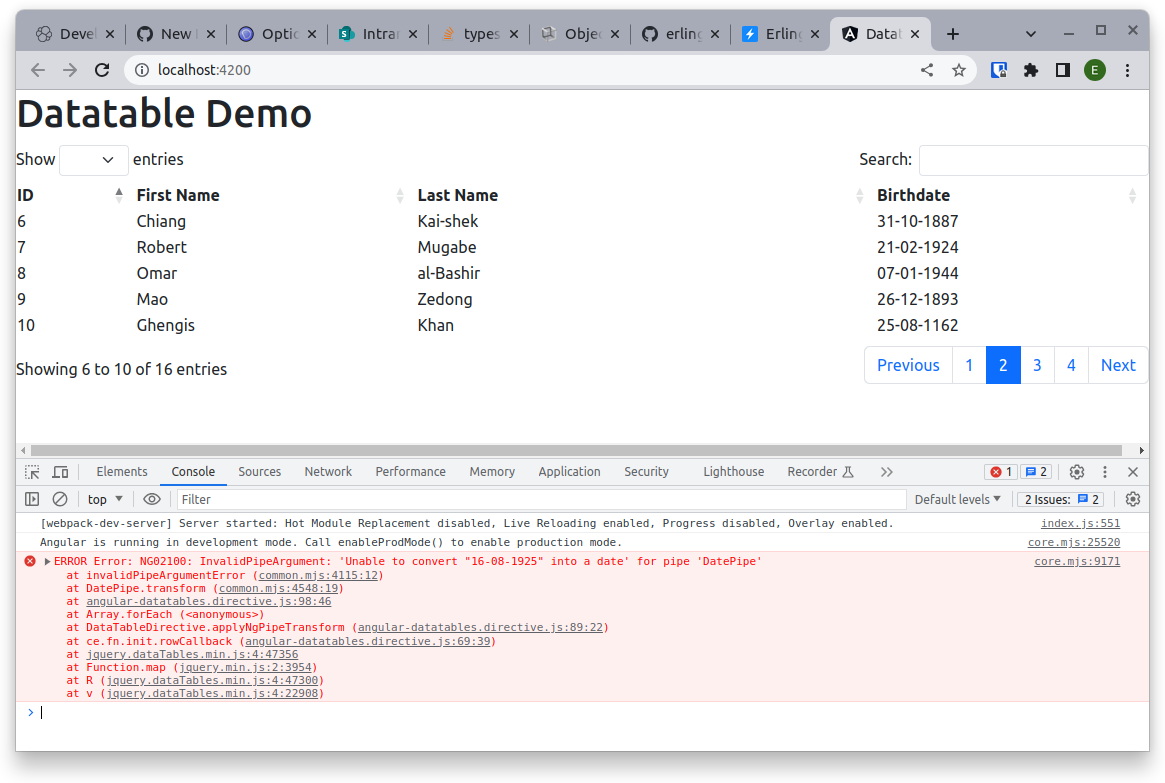 Devel New Optic Intran types Objec erling Erling Datat
localhost:4200 E
Datatable Demo
Show entries Search:
ID First Name Last Name Birthdate
6 Chiang Kai-shek 31-10-1887
7 Robert Mugabe 21-02-1924
8 Omar al-Bashir 07-01-1944
9 Mao Zedong 26-12-1893
10 Ghengis Khan 25-08-1162
Showing 6 to 10 of 16 entries Previous 1 2 3 4 Next
Elements Console Sources Network Performance Memory Application Security Lighthouse Recorder 1 2
top Filter Default levels 2 Issues: 2
[webpack-dev-server] Server started: Hot Module Replacement disabled, Live Reloading enabled, Progress disabled, Overlay enabled. index.js:551
Angular is running in development mode. Call enableProdMode() to enable production mode. core.mjs:25520
ERROR Error: NG02100: InvalidPipeArgument: 'Unable to convert "16-08-1925" into a date' for pipe 'DatePipe' core.mjs:9171
at invalidPipeArgumentError (common.mjs:4115:12)
at DatePipe.transform (common.mjs:4548:19)
at angular-datatables.directive.js:98:46
at Array.forEach (<anonymous>)
at DataTableDirective.applyNgPipeTransform (angular-datatables.directive.js:89:22)
at ce.fn.init.rowCallback (angular-datatables.directive.js:69:39)
at jquery.dataTables.min.js:4:47356
at Function.map (jquery.min.js:2:3954)
at R (jquery.dataTables.min.js:4:47300)
at v (jquery.dataTables.min.js:4:22908)